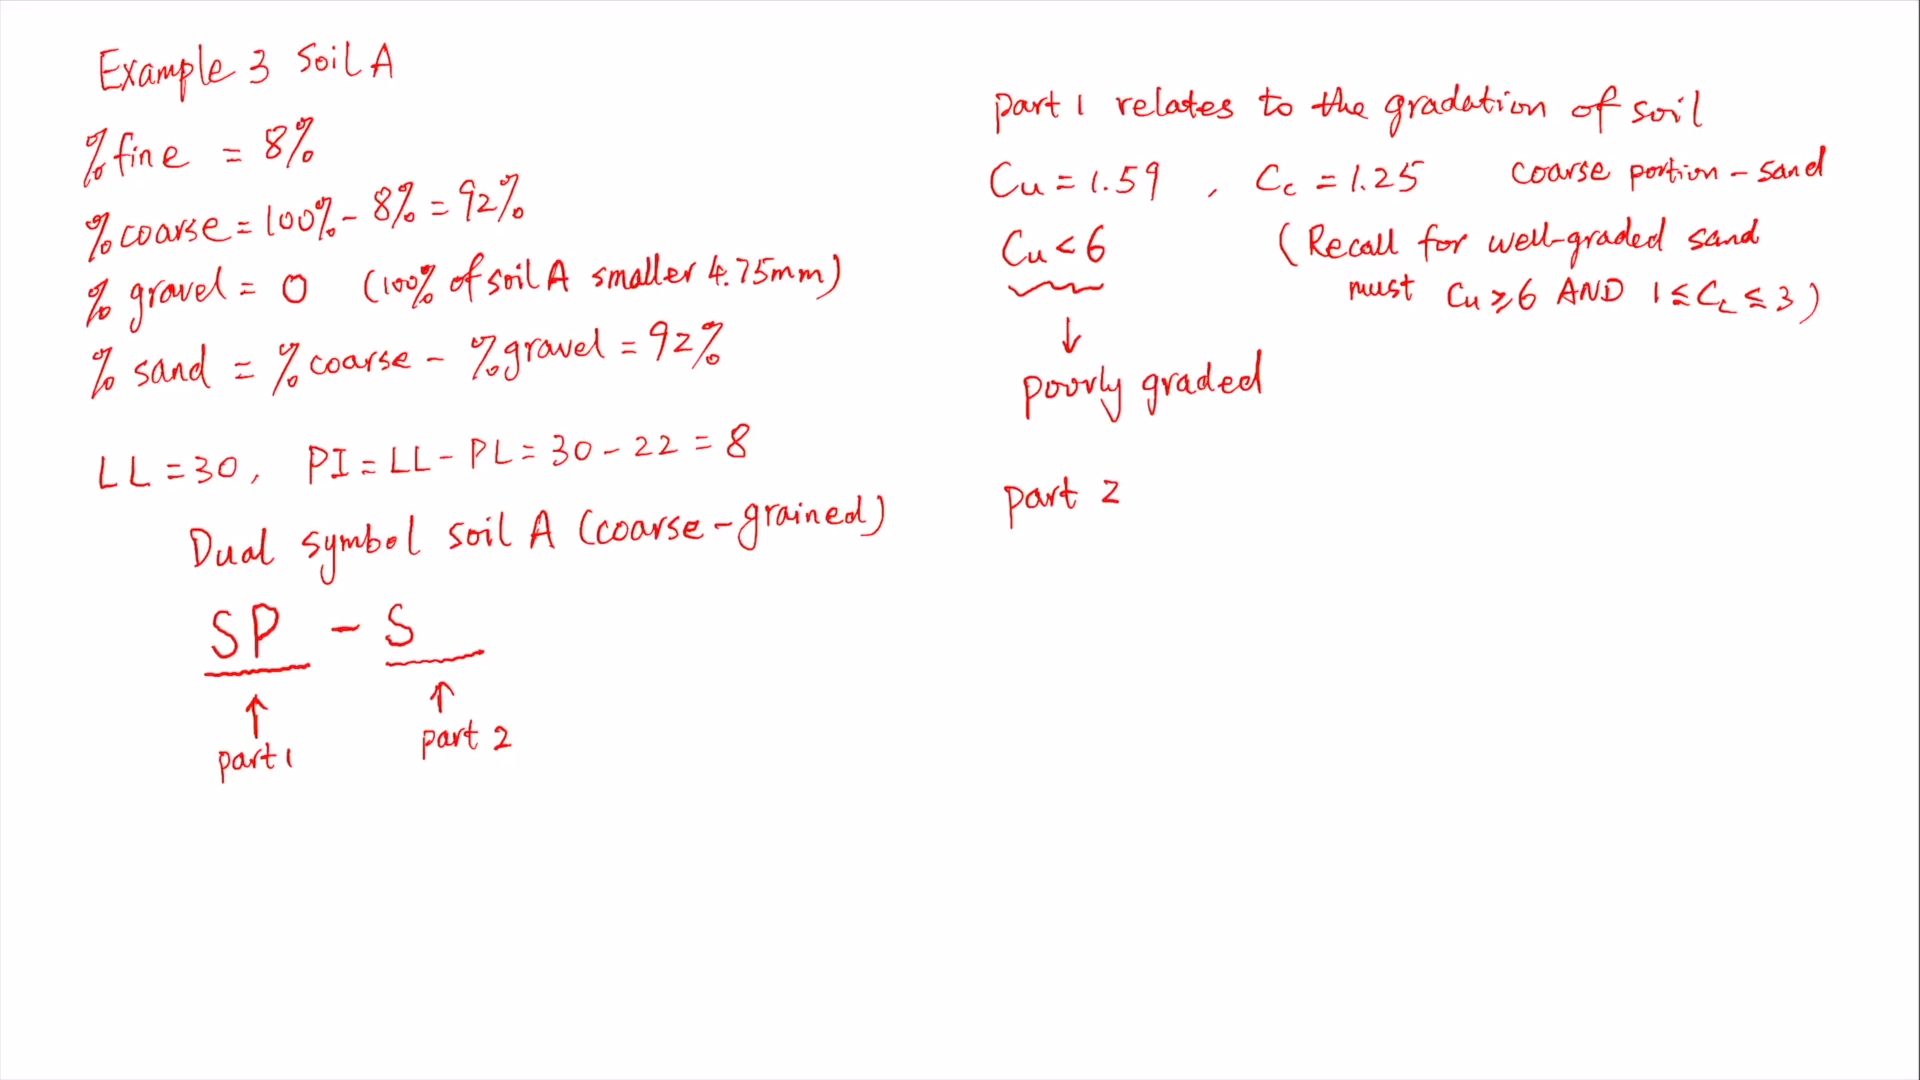 Example 3 Soil A
% fine = 8%
% coarse = 100% - 8% = 92%
% gravel = 0 (100% of soil A smaller 4.75mm)
% sand = % coarse - % gravel = 92%
LL = 30, PI = LL - PL = 30 - 22 = 8
Dual symbol soil A (coarse-grained)
SP - S
part 1 part 2
part 1 relates to the gradation of soil
Cu = 1.59 , Cc = 1.25 coarse portion - sand
Cu < 6 (Recall for well-graded sand
must Cu ≥ 6 AND 1 ≤ Cc ≤ 3)
↓
poorly graded
part 2